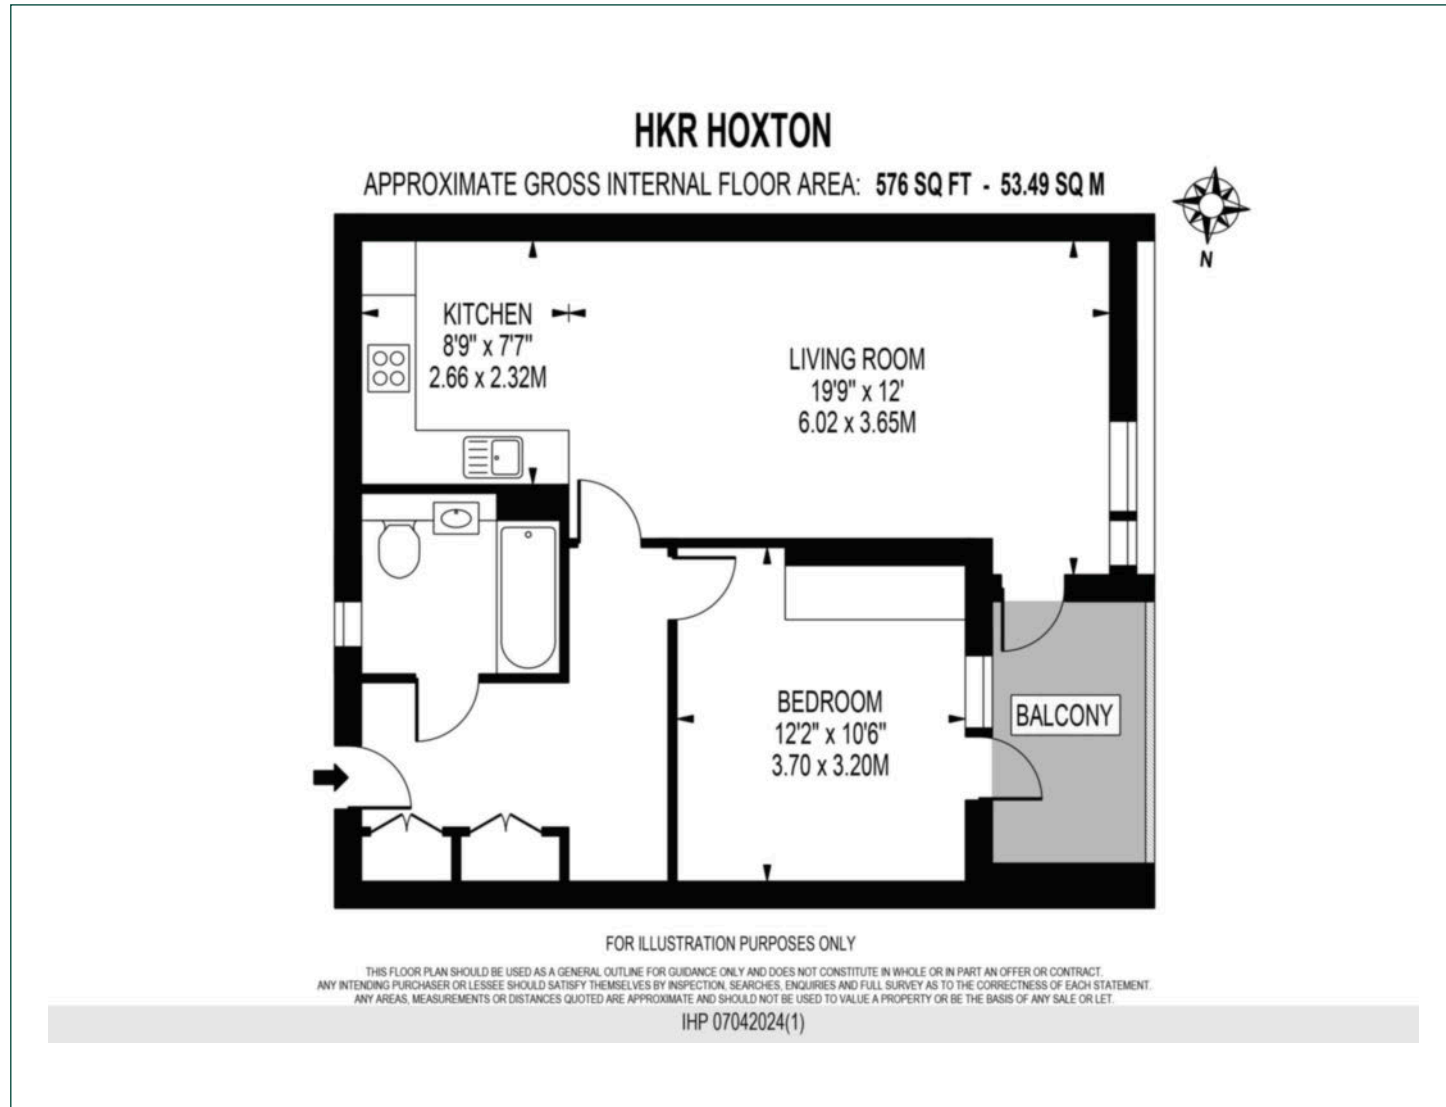 HKR HOXTON
APPROXIMATE GROSS INTERNAL FLOOR AREA: 576 SQ FT - 53.49 SQ M
N
KITCHEN
8'9" x 7'7"
2.66 x 2.32M
LIVING ROOM
19'9" x 12'
6.02 x 3.65M
BEDROOM
12'2" x 10'6"
3.70 x 3.20M
BALCONY
FOR ILLUSTRATION PURPOSES ONLY
THIS FLOOR PLAN SHOULD BE USED AS A GENERAL OUTLINE FOR GUIDANCE ONLY AND DOES NOT CONSTITUTE IN WHOLE OR IN PART AN OFFER OR CONTRACT.
ANY INTENDING PURCHASER OR LESSEE SHOULD SATISFY THEMSELVES BY INSPECTION, SEARCHES, ENQUIRIES AND FULL SURVEY AS TO THE CORRECTNESS OF EACH STATEMENT.
ANY AREAS, MEASUREMENTS OR DISTANCES QUOTED ARE APPROXIMATE AND SHOULD NOT BE USED TO VALUE A PROPERTY OR BE THE BASIS OF ANY SALE OR LET.
IHP 07042024(1)